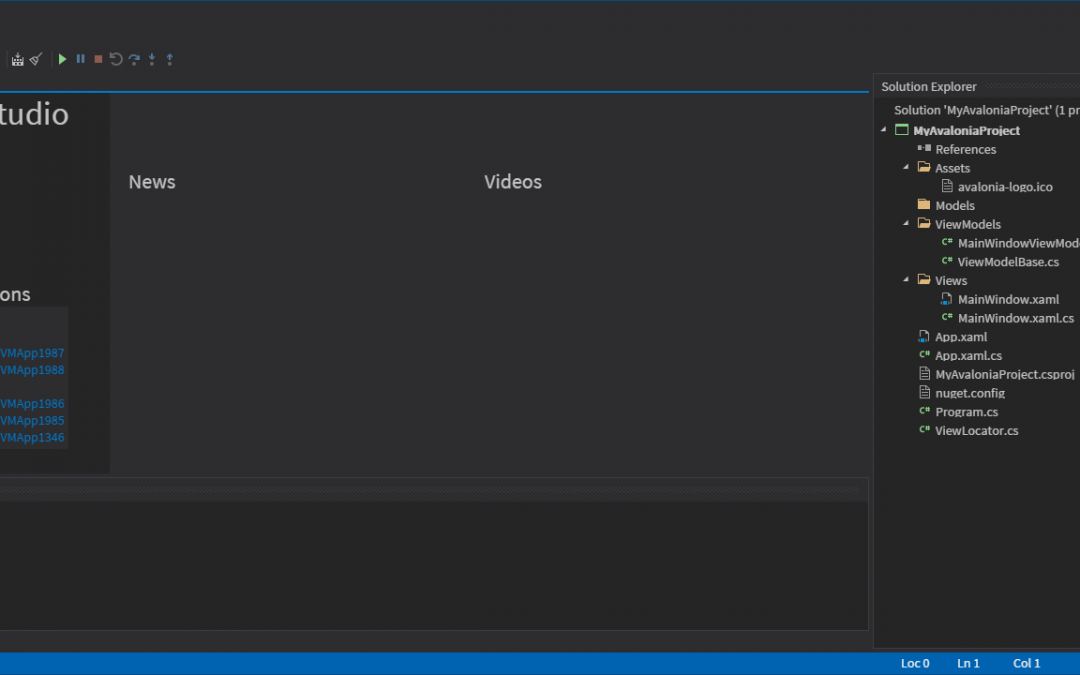 tudio
News
Videos
ons
VMApp1987
VMApp1988
VMApp1986
VMApp1985
VMApp1346
Solution Explorer
Solution 'MyAvaloniaProject' (1 pr
MyAvaloniaProject
References
Assets
avalonia-logo.ico
Models
ViewModels
C# MainWindowViewMode
C# ViewModelBase.cs
Views
MainWindow.xaml
C# MainWindow.xaml.cs
App.xaml
C# App.xaml.cs
MyAvaloniaProject.csproj
nuget.config
C# Program.cs
C# ViewLocator.cs
Loc 0 Ln 1 Col 1